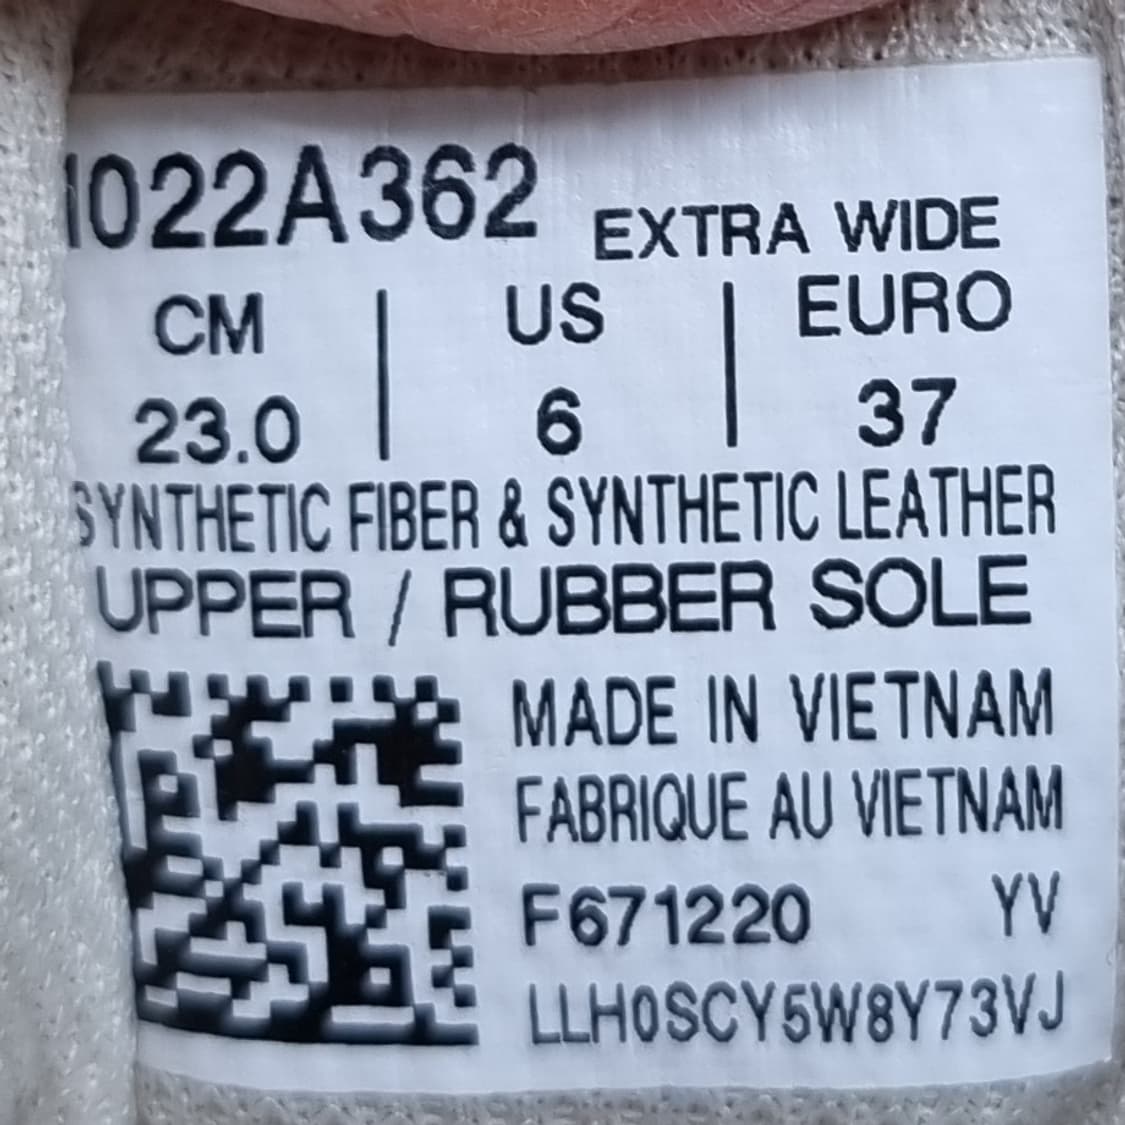 1022A362 EXTRA WIDE
CM | US | EURO
23.0 | 6 | 37
SYNTHETIC FIBER & SYNTHETIC LEATHER
UPPER / RUBBER SOLE
MADE IN VIETNAM
FABRIQUE AU VIETNAM
F671220 YV
LLH0SCY5W8Y73VJ